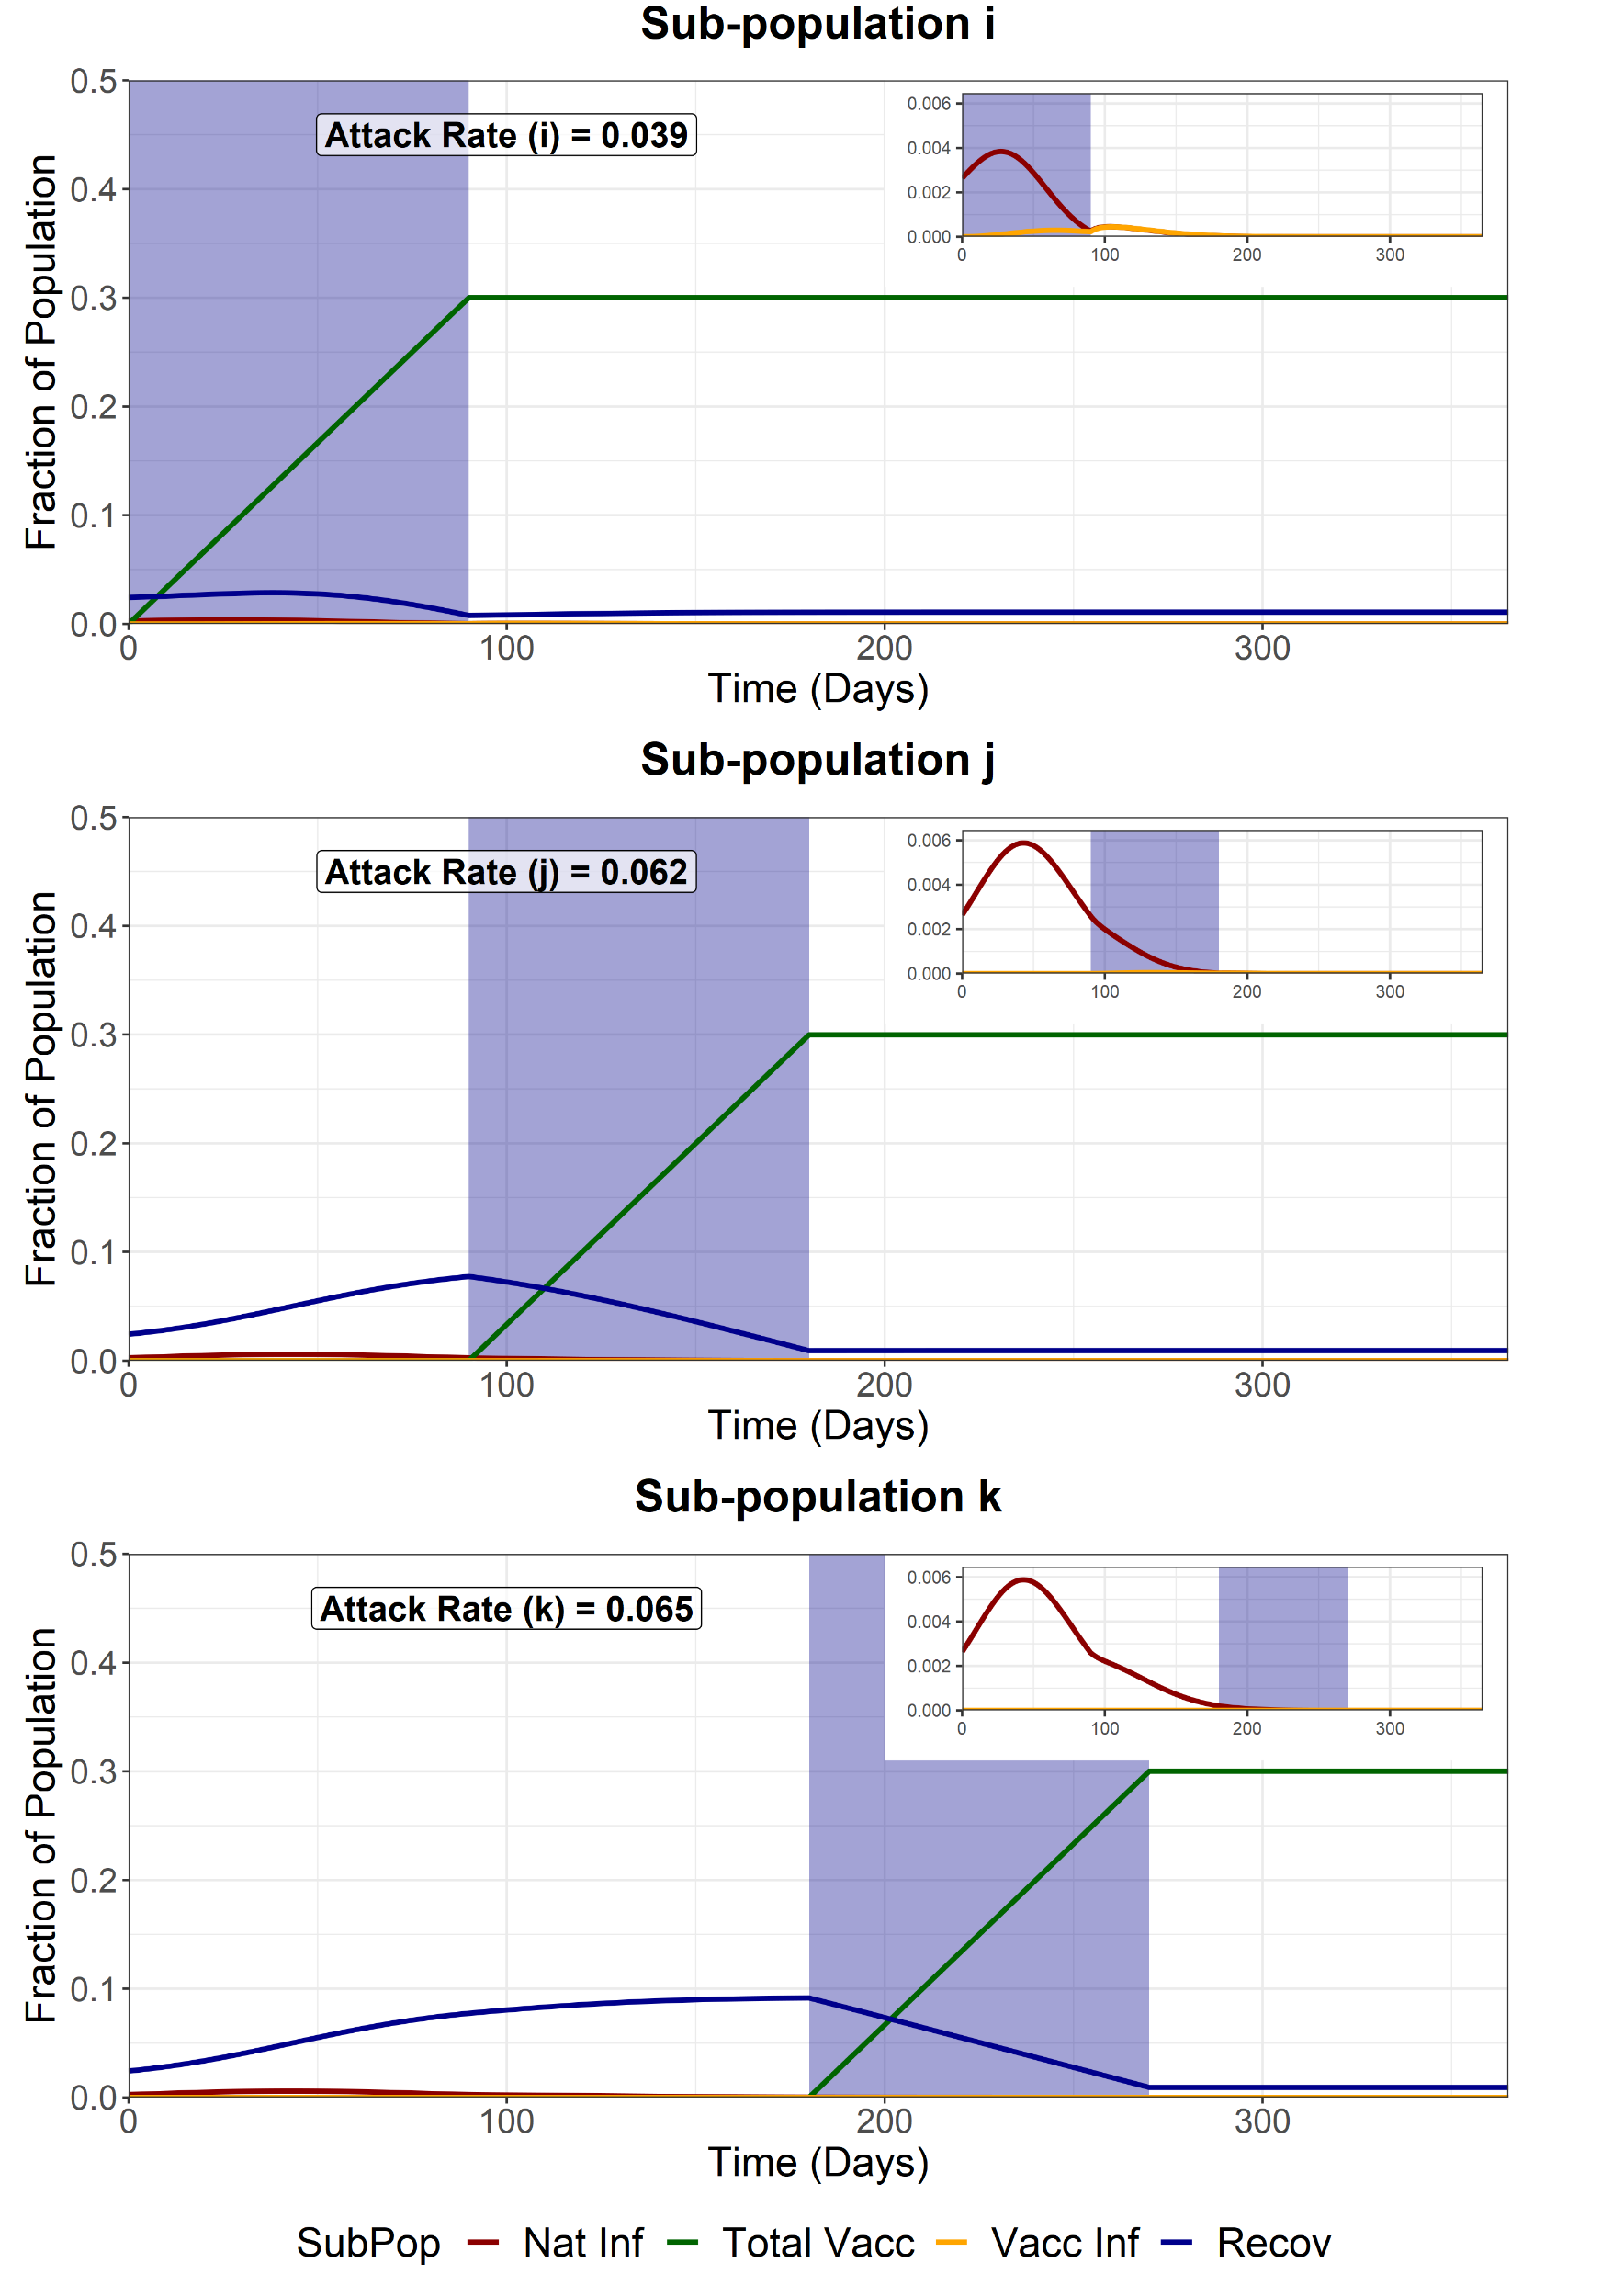 Sub-population i
Fraction of Population
0.5
0.4
0.3
0.2
0.1
0.0
Attack Rate (i) = 0.039
0.006
0.004
0.002
0.000
0 100 200 300
0 100 200 300
Time (Days)
Sub-population j
Fraction of Population
0.5
0.4
0.3
0.2
0.1
0.0
Attack Rate (j) = 0.062
0.006
0.004
0.002
0.000
0 100 200 300
0 100 200 300
Time (Days)
Sub-population k
Fraction of Population
0.5
0.4
0.3
0.2
0.1
0.0
Attack Rate (k) = 0.065
0.006
0.004
0.002
0.000
0 100 200 300
0 100 200 300
Time (Days)
SubPop Nat Inf Total Vacc Vacc Inf Recov